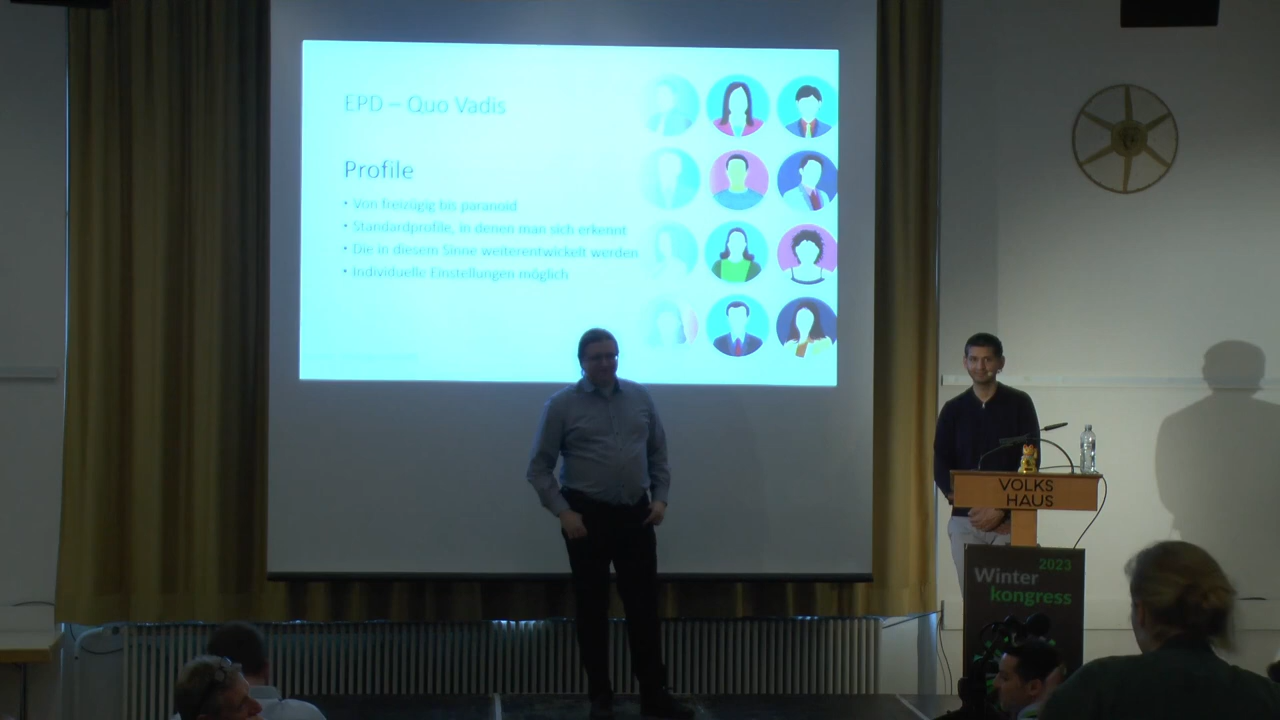 EPD – Quo Vadis
Profile
• Von freizügig bis paranoid
• Standardprofile, in denen man sich erkennt
• Die in diesem Sinne weiterentwickelt werden
• Individuelle Einstellungen möglich
VOLKS
HAUS
2023
Winter
kongress